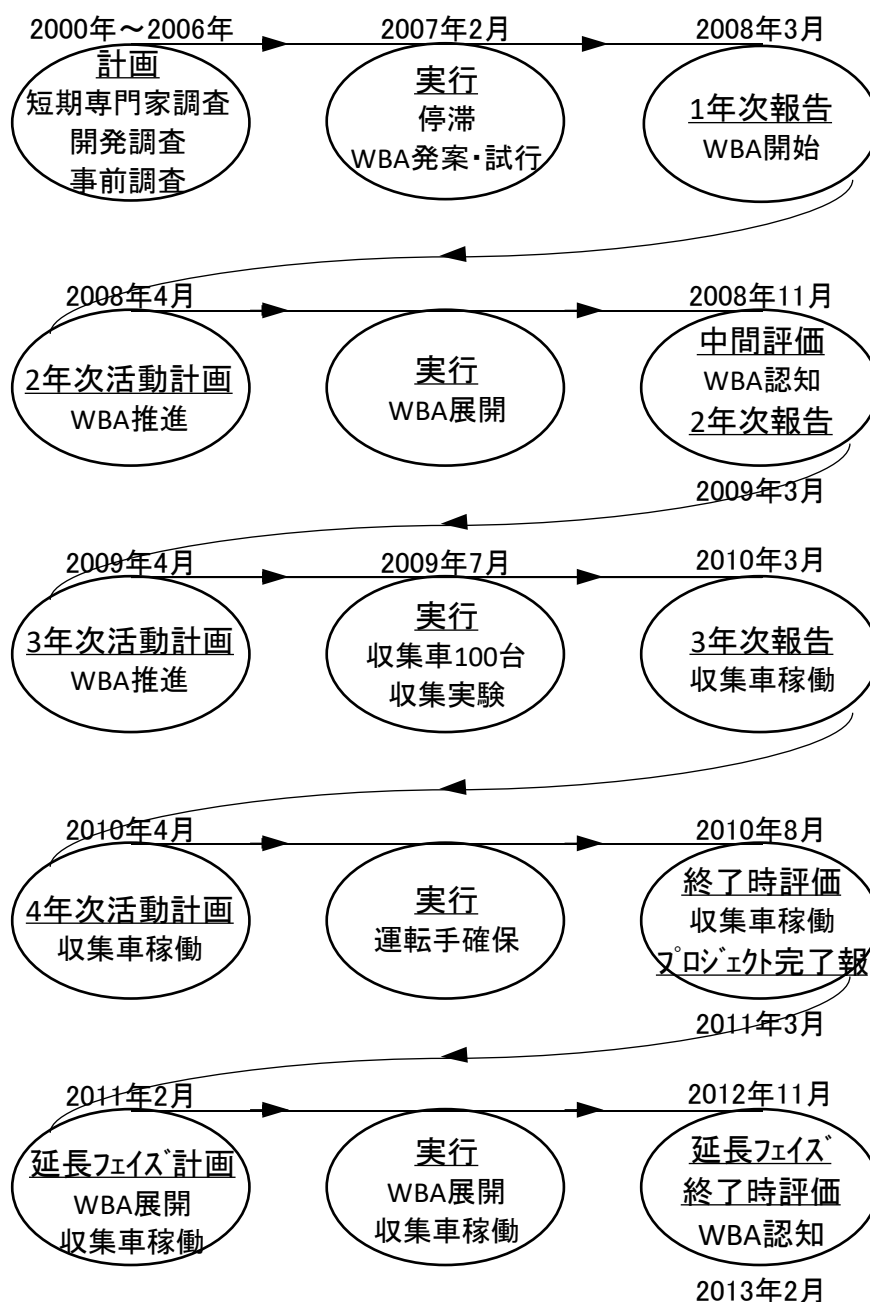 2000年～2006年
計画
短期専門家調査
開発調査
事前調査
2007年2月
実行
停滞
WBA発案・試行
2008年3月
1年次報告
WBA開始
2008年4月
2年次活動計画
WBA推進
実行
WBA展開
2008年11月
中間評価
WBA認知
2年次報告
2009年3月
2009年4月
3年次活動計画
WBA推進
2009年7月
実行
収集車100台
収集実験
2010年3月
3年次報告
収集車稼働
2010年4月
4年次活動計画
収集車稼働
実行
運転手確保
2010年8月
終了時評価
収集車稼働
プロジェクト完了報
2011年3月
2011年2月
延長フェイズ計画
WBA展開
収集車稼働
実行
WBA展開
収集車稼働
2012年11月
延長フェイズ
終了時評価
WBA認知
2013年2月